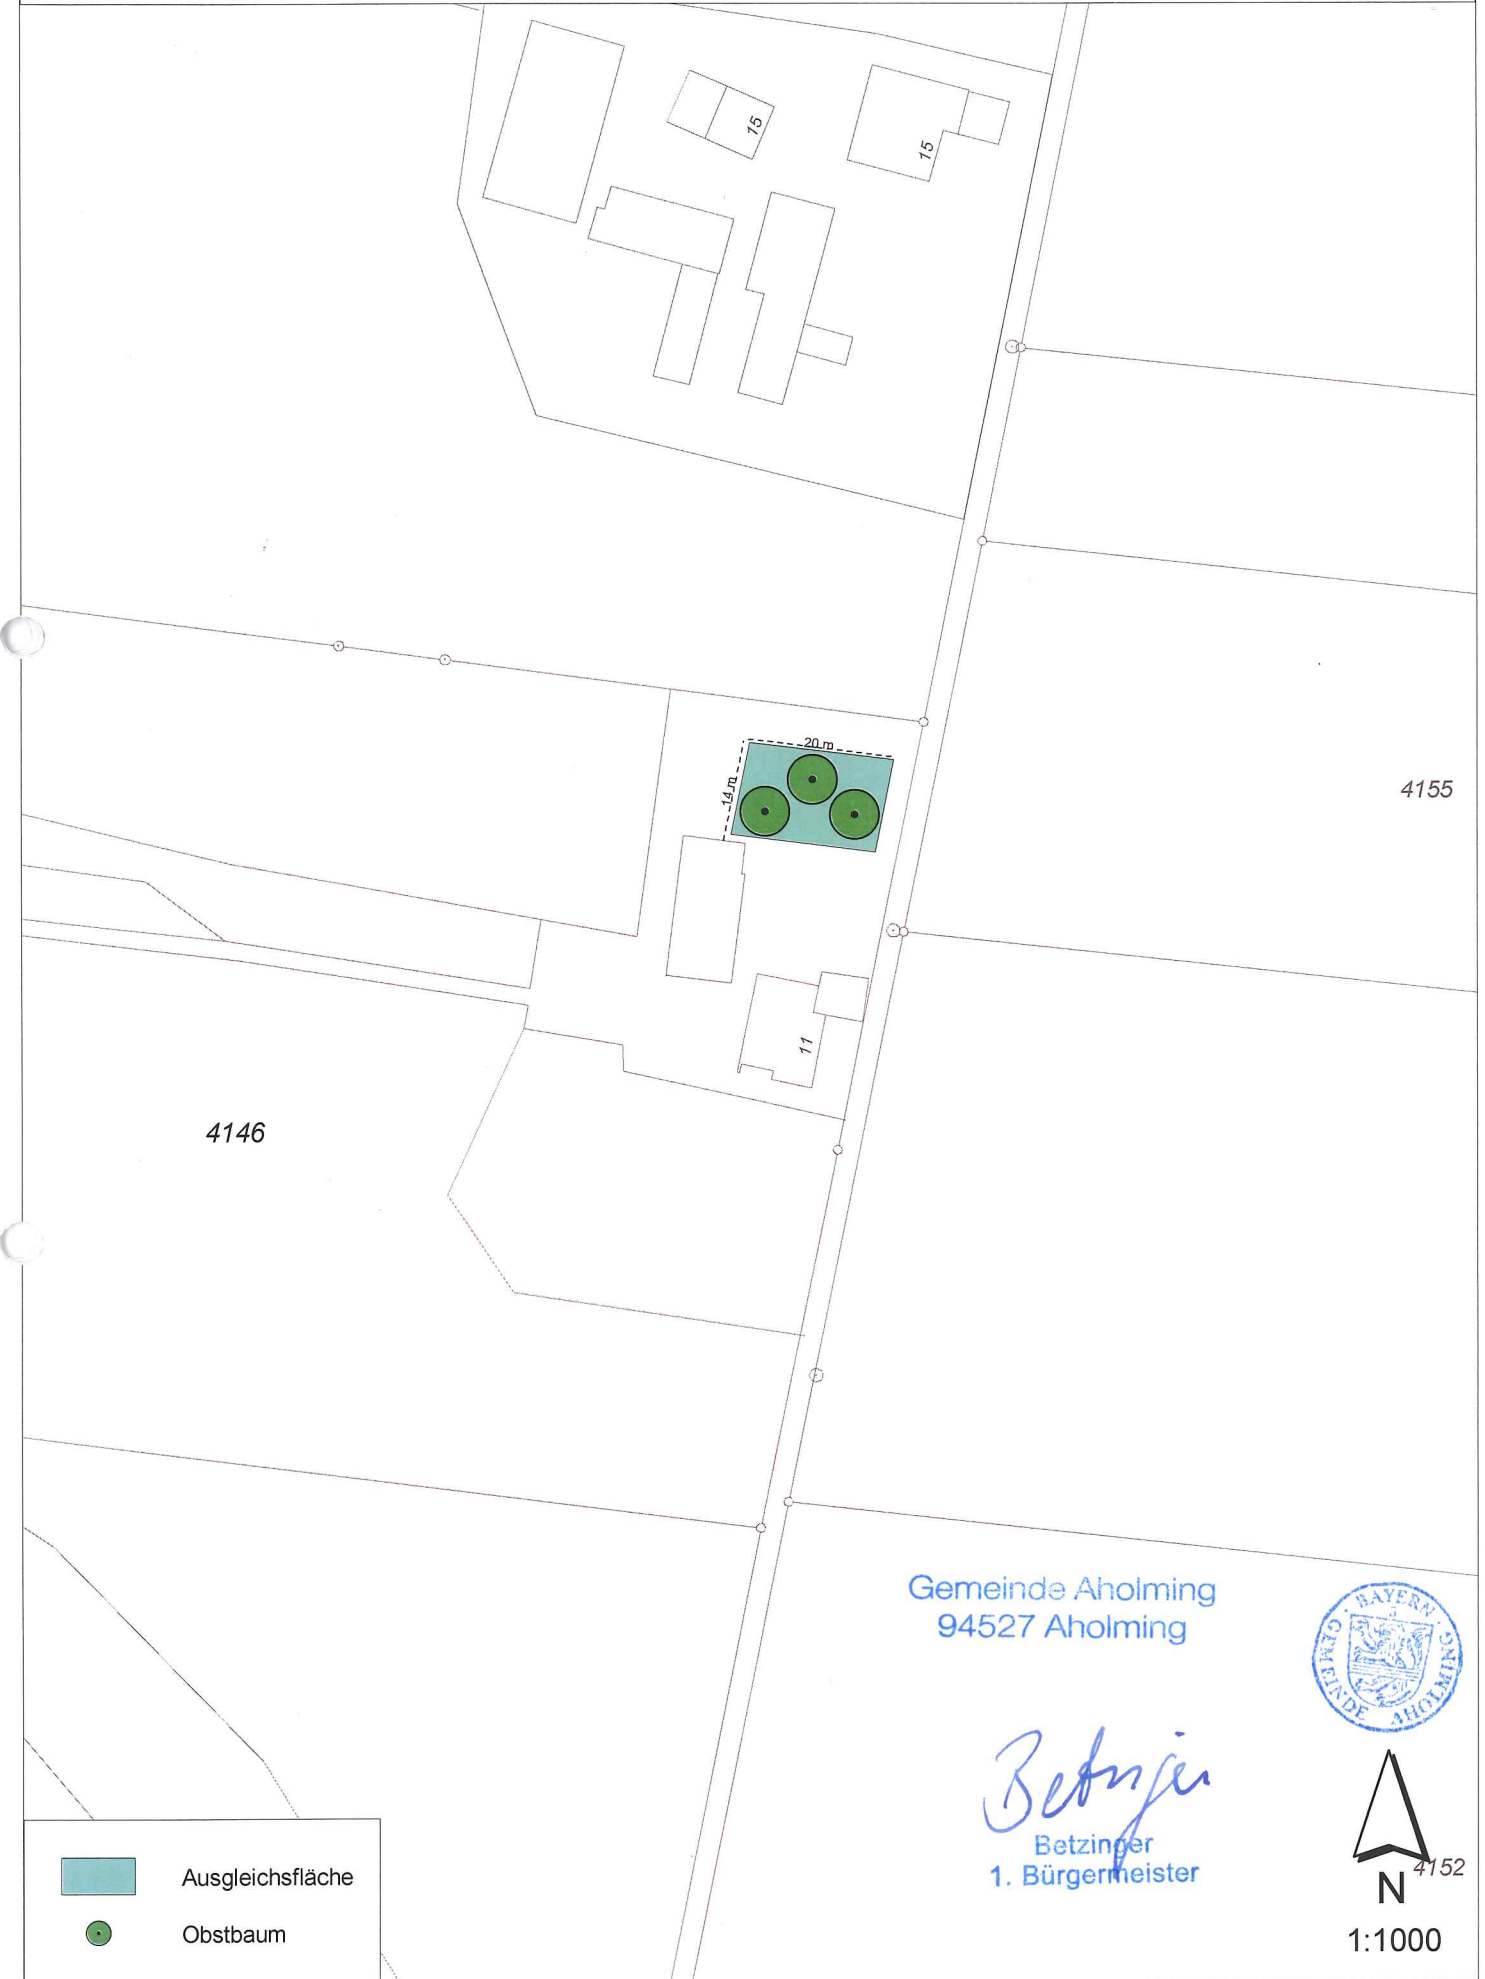 15
15
20 m
14 m
4155
11
4146
Gemeinde Aholming
94527 Aholming
BAYERN
GEMEINDE AHOLMING
Betzinger
Betzinger
1. Bürgermeister
4152
N
1:1000
Ausgleichsfläche
Obstbaum